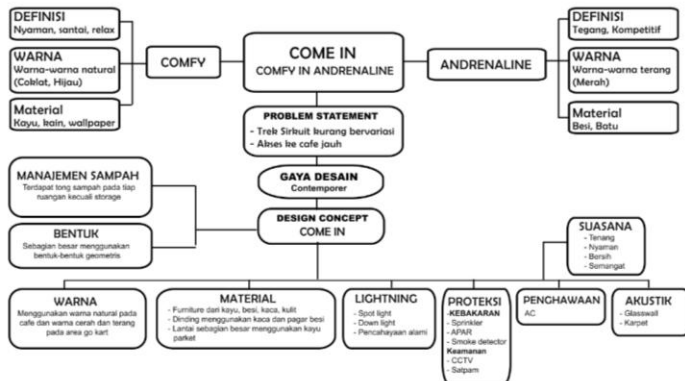 DEFINISI
Nyaman, santai, relax
WARNA
Warna-warna natural
(Coklat, Hijau)
Material
Kayu, kain, wallpaper
COMFY
COME IN
COMFY IN ANDRENALINE
ANDRENALINE
DEFINISI
Tegang, Kompetitif
WARNA
Warna-warna terang
(Merah)
Material
Besi, Batu
PROBLEM STATEMENT
- Trek Sirkuit kurang bervariasi
- Akses ke cafe jauh
GAYA DESAIN
Contemporer
DESIGN CONCEPT
COME IN
MANAJEMEN SAMPAH
Terdapat tong sampah pada tiap
ruangan kecuali storage
BENTUK
Sebagian besar menggunakan
bentuk-bentuk geometris
SUASANA
- Tenang
- Nyaman
- Bersih
- Semangat
WARNA
Menggunakan warna natural pada
cafe dan warna cerah dan terang
pada area go kart
MATERIAL
- Furniture dari kayu, besi, kaca, kulit
- Dinding menggunakan kaca dan pagar besi
- Lantai sebagian besar menggunakan kayu
parket
LIGHTNING
- Spot light
- Down light
- Pencahayaan alami
PROTEKSI
-KEBAKARAN
- Sprinkler
- APAR
- Smoke detector
Keamanan
- CCTV
- Satpam
PENGHAWAAN
AC
AKUSTIK
- Glasswall
- Karpet